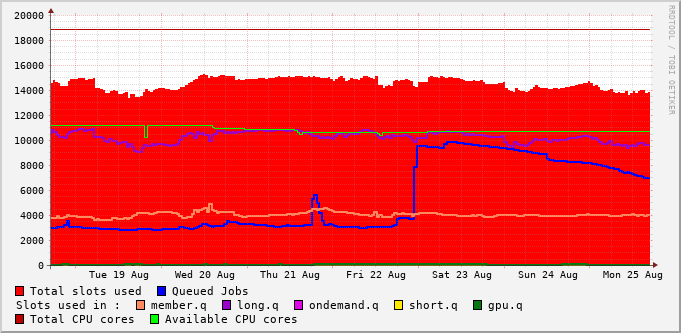 RRDTOOL / TOBI OETIKER
20000
18000
16000
14000
12000
10000
8000
6000
4000
2000
0
Tue 19 Aug Wed 20 Aug Thu 21 Aug Fri 22 Aug Sat 23 Aug Sun 24 Aug Mon 25 Aug
Total slots used Queued Jobs
Slots used in : member.q long.q ondemand.q short.q gpu.q
Total CPU cores Available CPU cores